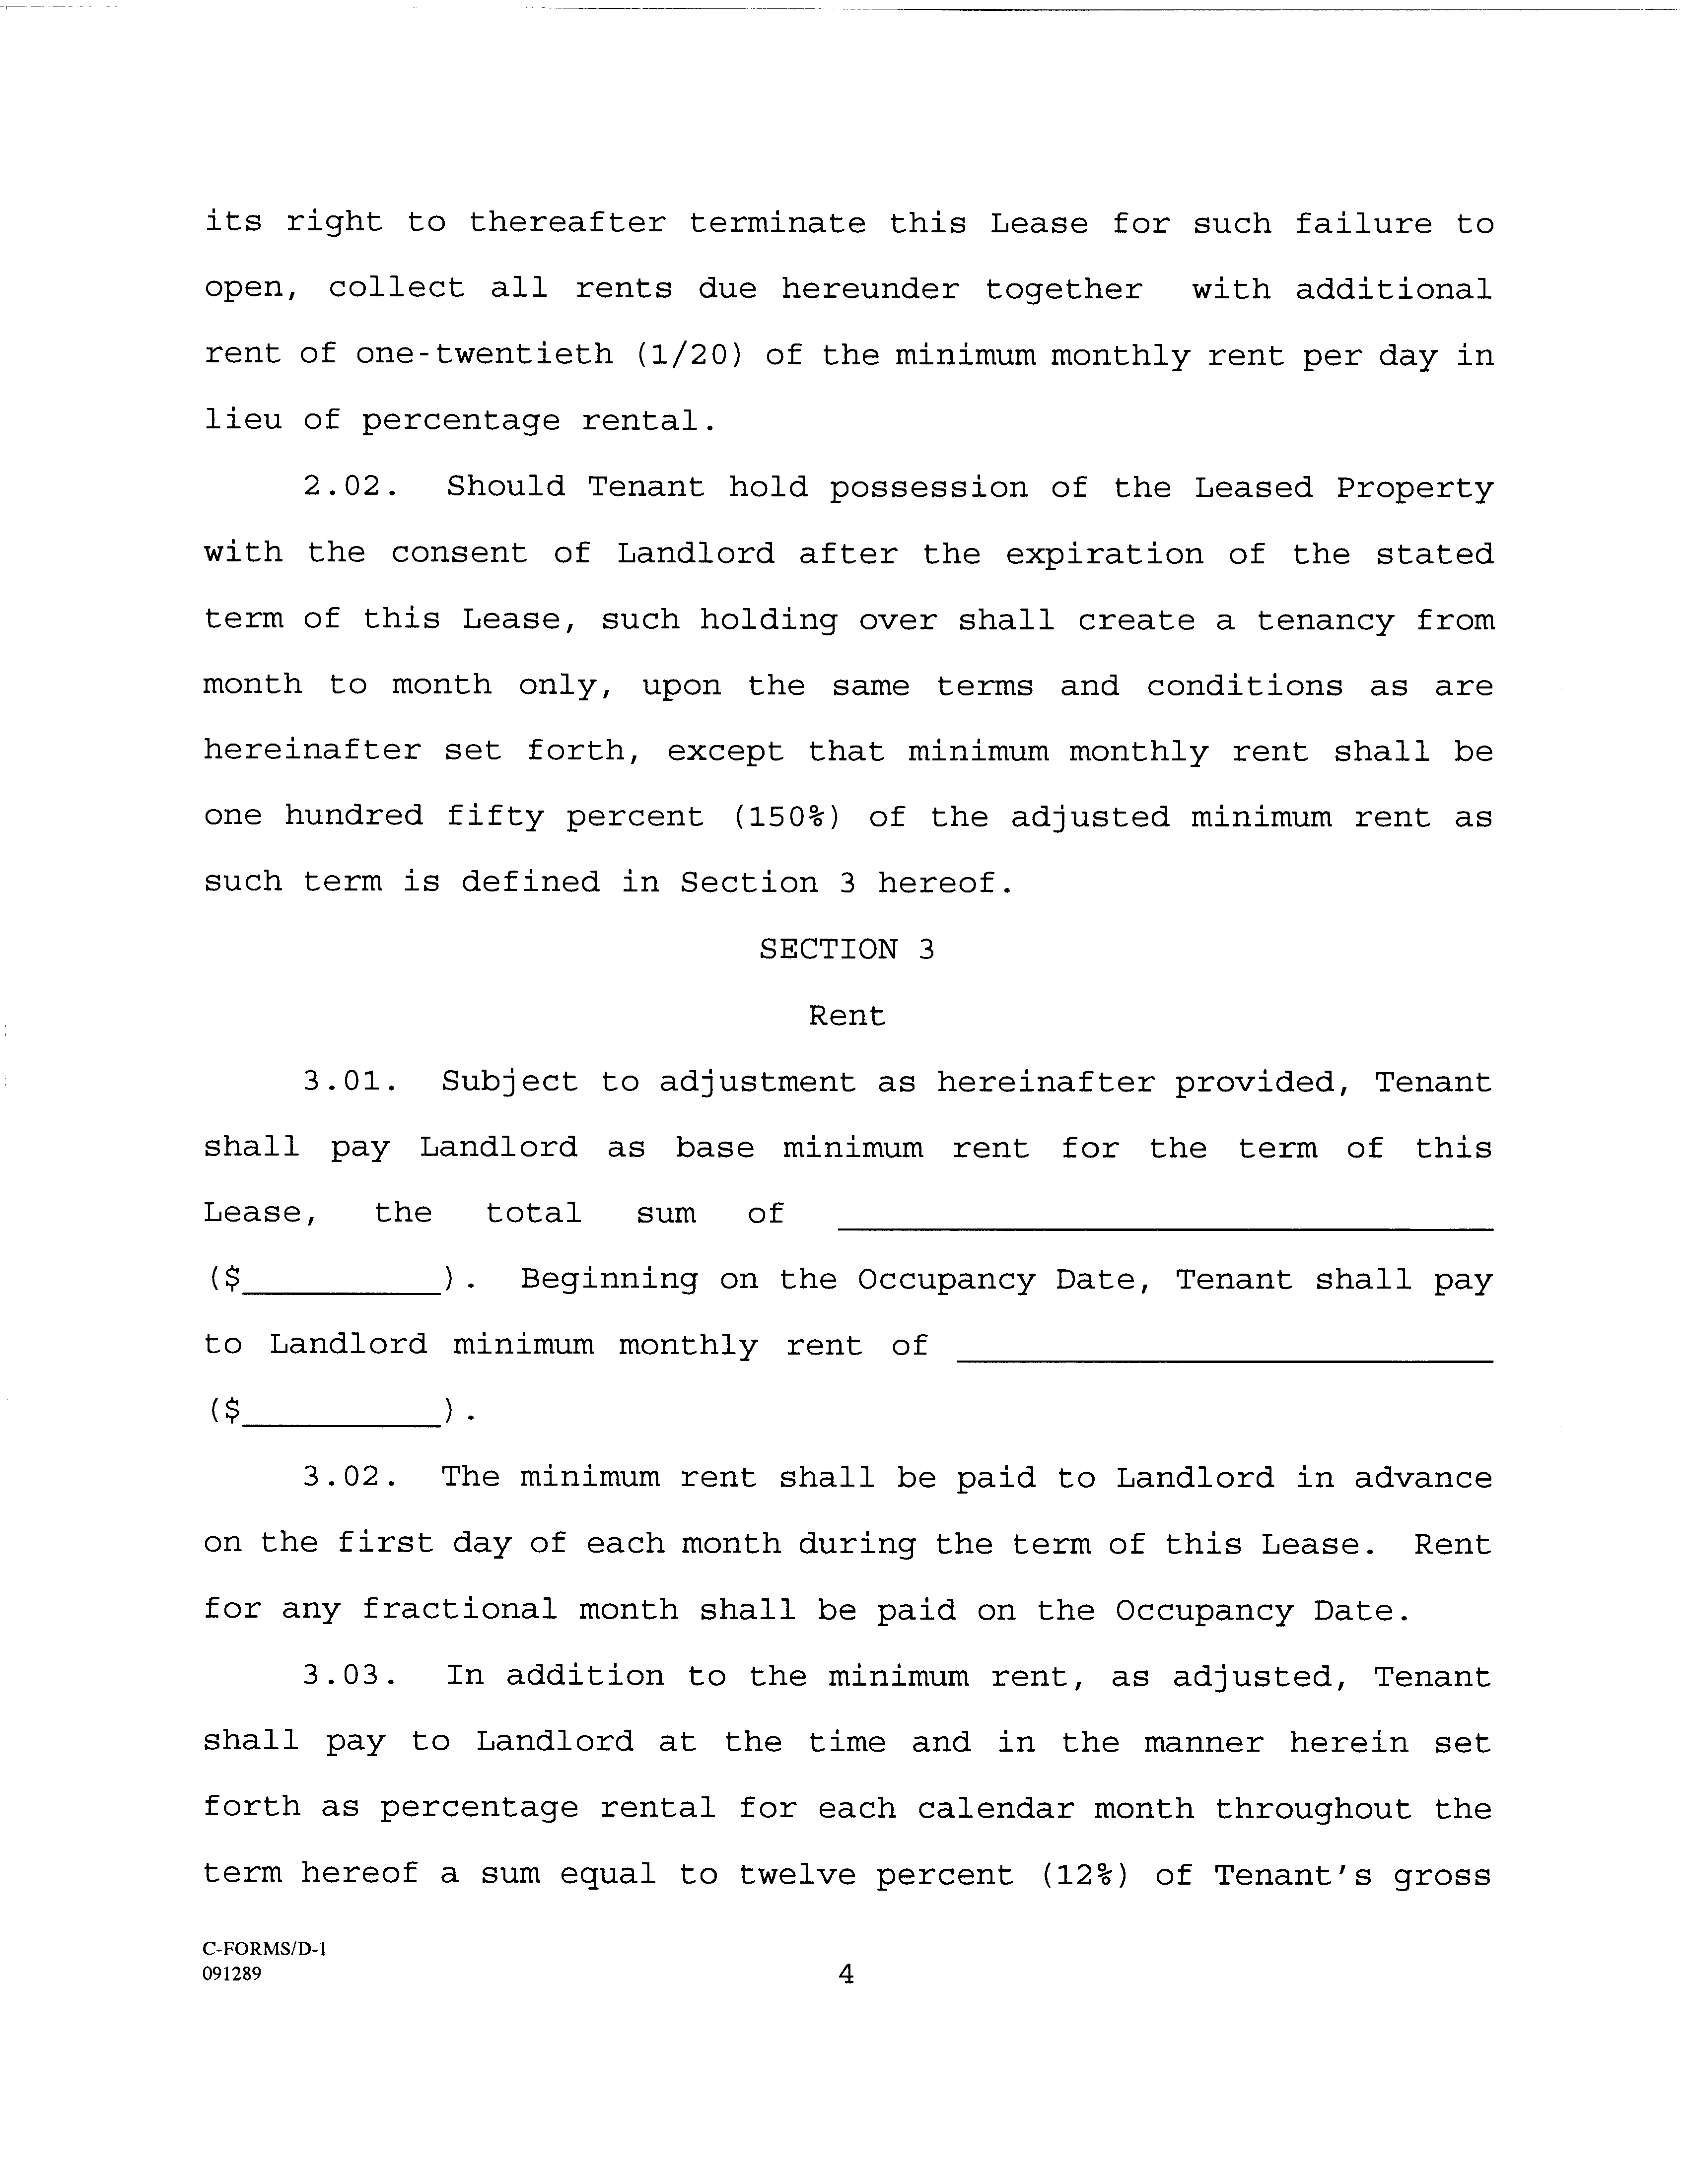 its right to thereafter terminate this Lease for such failure to
open, collect all rents due hereunder together with additional
rent of one-twentieth (1/20) of the minimum monthly rent per day in
lieu of percentage rental.
2.02. Should Tenant hold possession of the Leased Property
with the consent of Landlord after the expiration of the stated
term of this Lease, such holding over shall create a tenancy from
month to month only, upon the same terms and conditions as are
hereinafter set forth, except that minimum monthly rent shall be
one hundred fifty percent (150%) of the adjusted minimum rent as
such term is defined in Section 3 hereof.
SECTION 3
Rent
3.01. Subject to adjustment as hereinafter provided, Tenant
shall pay Landlord as base minimum rent for the term of this
Lease, the total sum of ____________________
($__________). Beginning on the Occupancy Date, Tenant shall pay
to Landlord minimum monthly rent of ____________________
($__________).
3.02. The minimum rent shall be paid to Landlord in advance
on the first day of each month during the term of this Lease. Rent
for any fractional month shall be paid on the Occupancy Date.
3.03. In addition to the minimum rent, as adjusted, Tenant
shall pay to Landlord at the time and in the manner herein set
forth as percentage rental for each calendar month throughout the
term hereof a sum equal to twelve percent (12%) of Tenant's gross
C-FORMS/D-1
091289
4